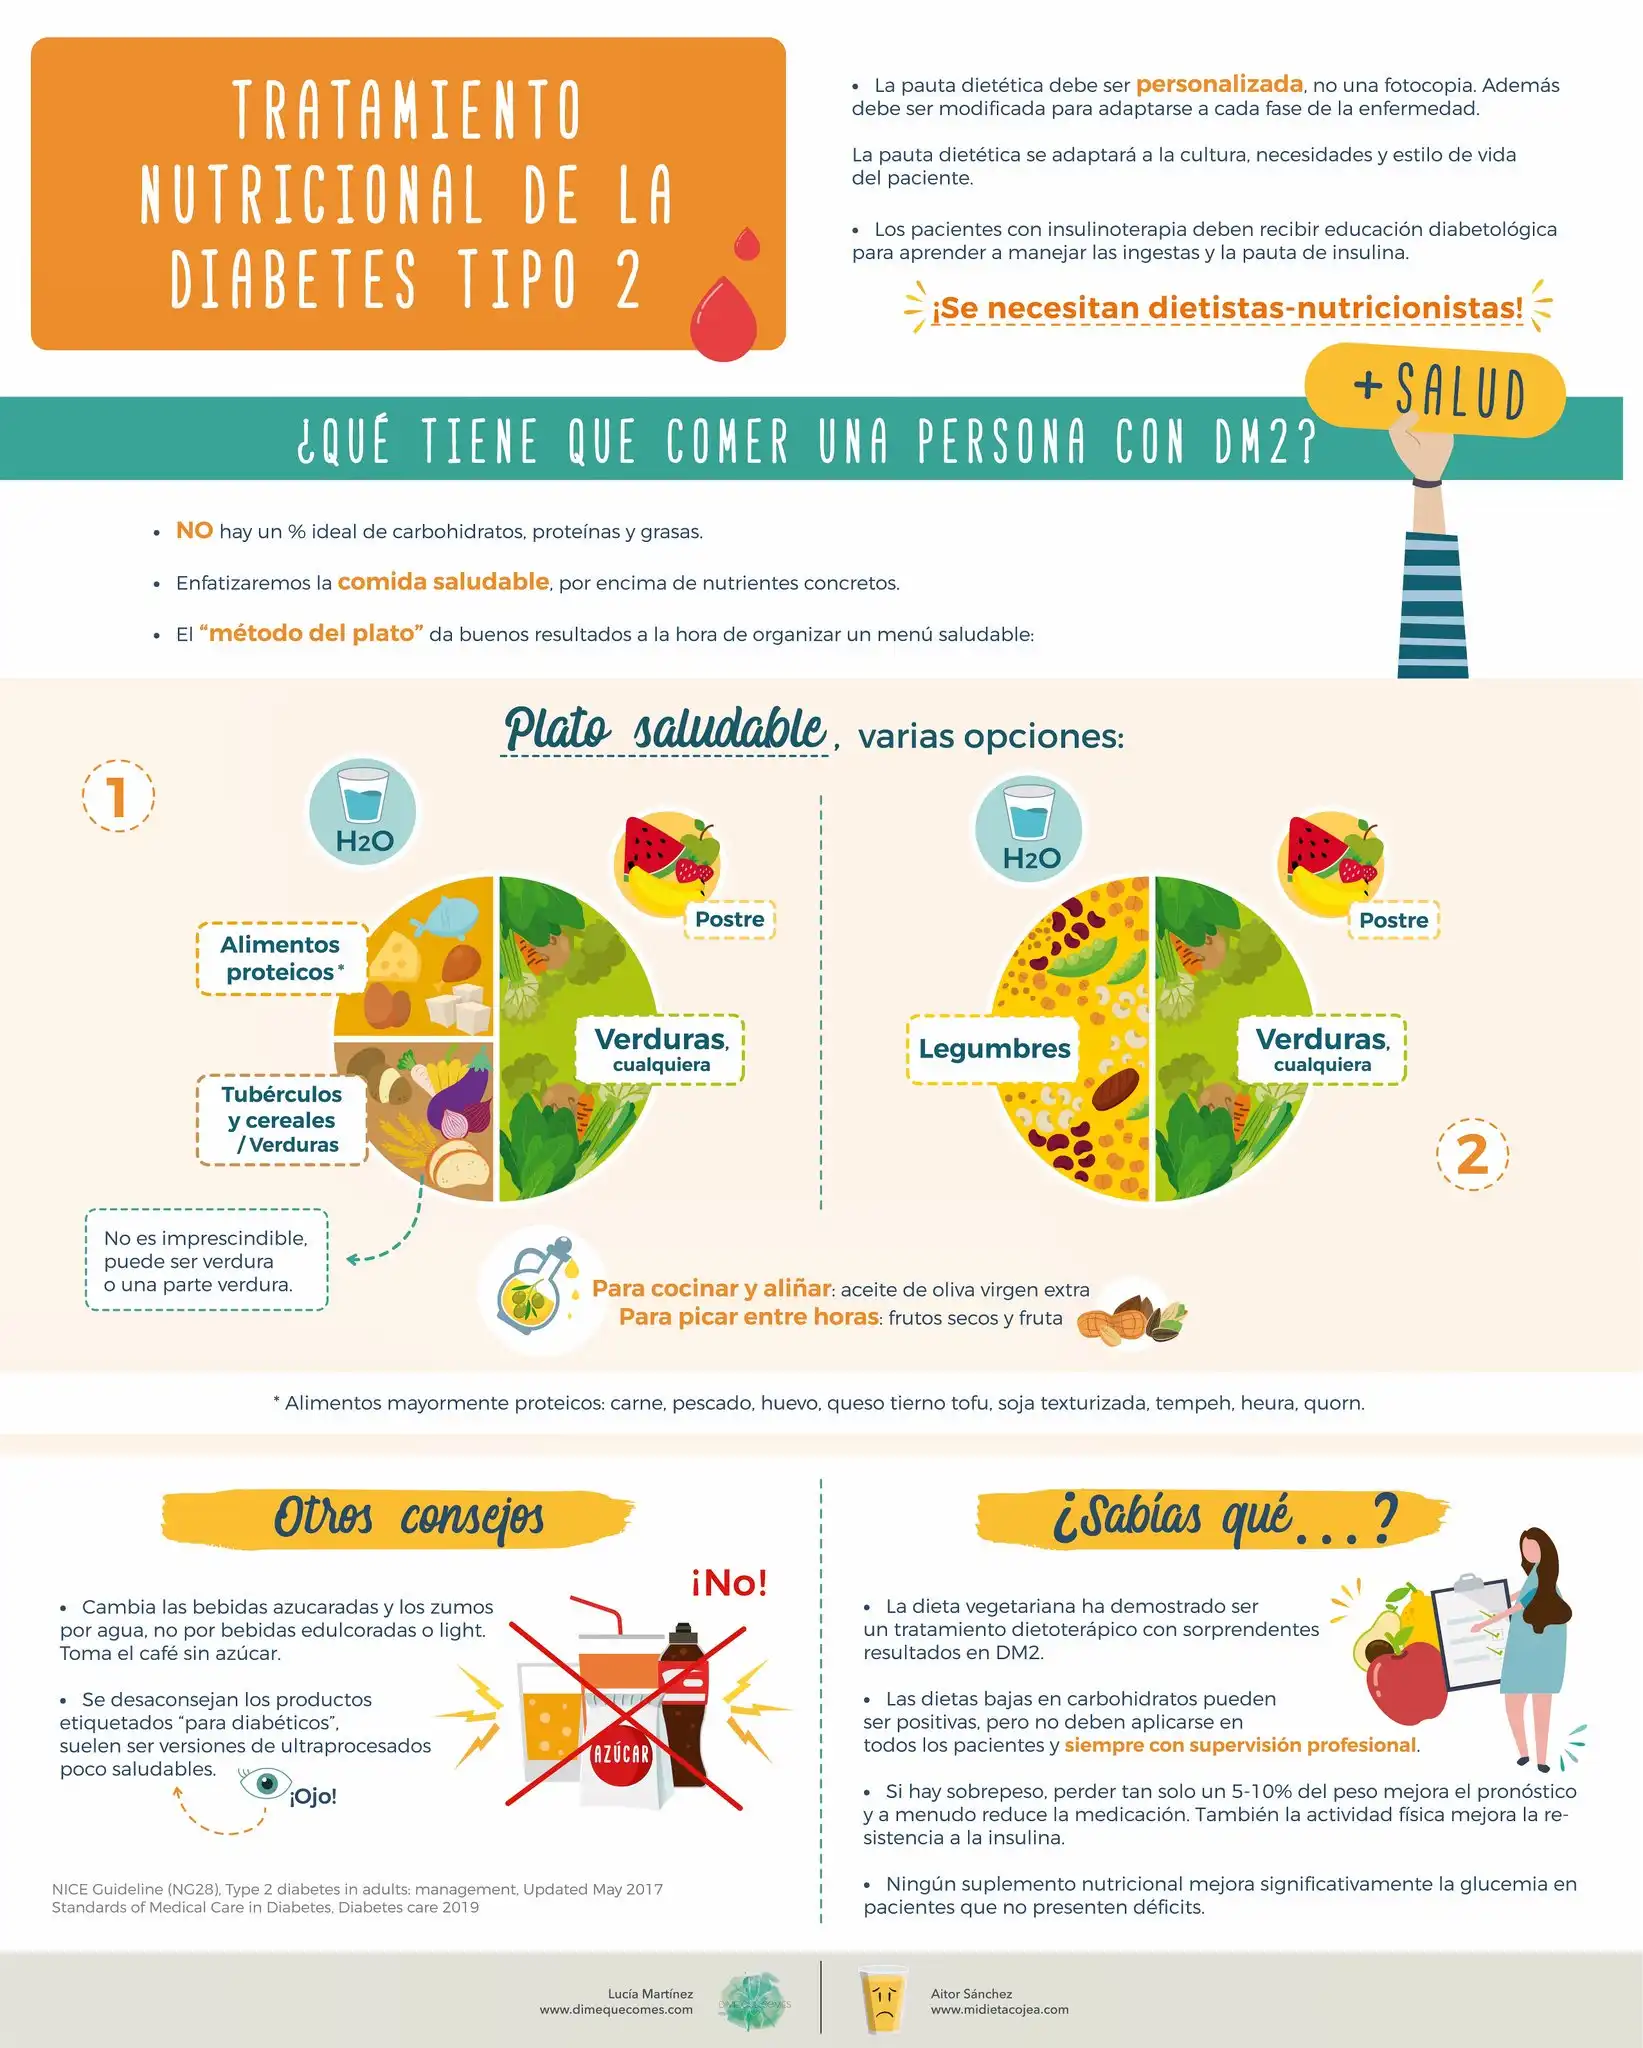 TRATAMIENTO
NUTRICIONAL DE LA
DIABETES TIPO 2
• La pauta dietética debe ser personalizada, no una fotocopia. Además
debe ser modificada para adaptarse a cada fase de la enfermedad.
La pauta dietética se adaptará a la cultura, necesidades y estilo de vida
del paciente.
• Los pacientes con insulinoterapia deben recibir educación diabetológica
para aprender a manejar las ingestas y la pauta de insulina.
¡Se necesitan dietistas-nutricionistas!
+ SALUD
¿QUÉ TIENE QUE COMER UNA PERSONA CON DM2?
• NO hay un % ideal de carbohidratos, proteínas y grasas.
• Enfatizaremos la comida saludable, por encima de nutrientes concretos.
• El “método del plato” da buenos resultados a la hora de organizar un menú saludable:
Plato saludable, varias opciones:
1
H2O
Postre
Alimentos
proteicos *
Verduras,
cualquiera
Tubérculos
y cereales
/ Verduras
No es imprescindible,
puede ser verdura
o una parte verdura.
H2O
Postre
Legumbres
Verduras,
cualquiera
2
Para cocinar y aliñar: aceite de oliva virgen extra
Para picar entre horas: frutos secos y fruta
* Alimentos mayormente proteicos: carne, pescado, huevo, queso tierno tofu, soja texturizada, tempeh, heura, quorn.
Otros consejos
¡No!
• Cambia las bebidas azucaradas y los zumos
por agua, no por bebidas edulcoradas o light.
Toma el café sin azúcar.
• Se desaconsejan los productos
etiquetados “para diabéticos”,
suelen ser versiones de ultraprocesados
poco saludables.
¡Ojo!
AZÚCAR
NICE Guideline (NG28), Type 2 diabetes in adults: management, Updated May 2017
Standards of Medical Care in Diabetes, Diabetes care 2019
¿Sabías qué...?
• La dieta vegetariana ha demostrado ser
un tratamiento dietoterápico con sorprendentes
resultados en DM2.
• Las dietas bajas en carbohidratos pueden
ser positivas, pero no deben aplicarse en
todos los pacientes y siempre con supervisión profesional.
• Si hay sobrepeso, perder tan solo un 5-10% del peso mejora el pronóstico
y a menudo reduce la medicación. También la actividad física mejora la re-
sistencia a la insulina.
• Ningún suplemento nutricional mejora significativamente la glucemia en
pacientes que no presenten déficits.
Lucía Martínez
www.dimequecomes.com
DIME QUE COMES
Aitor Sánchez
www.midietacojea.com